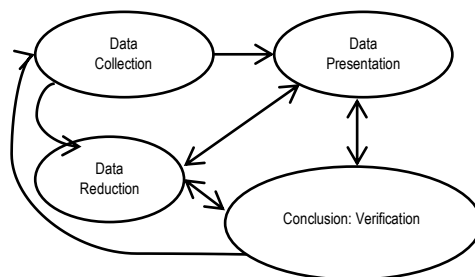 Data
Collection
Data
Presentation
Data
Reduction
Conclusion: Verification